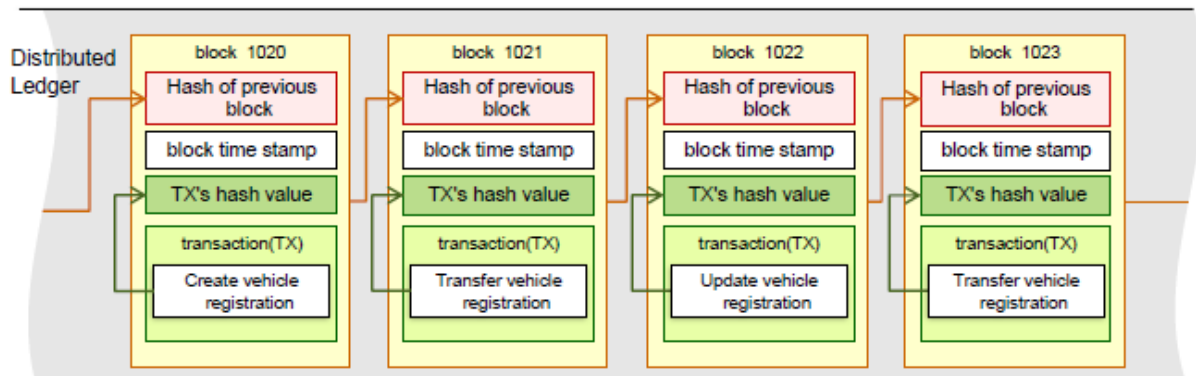 Distributed
Ledger
block 1020
Hash of previous
block
block time stamp
TX's hash value
transaction(TX)
Create vehicle
registration
block 1021
Hash of previous
block
block time stamp
TX's hash value
transaction(TX)
Transfer vehicle
registration
block 1022
Hash of previous
block
block time stamp
TX's hash value
transaction(TX)
Update vehicle
registration
block 1023
Hash of previous
block
block time stamp
TX's hash value
transaction(TX)
Transfer vehicle
registration